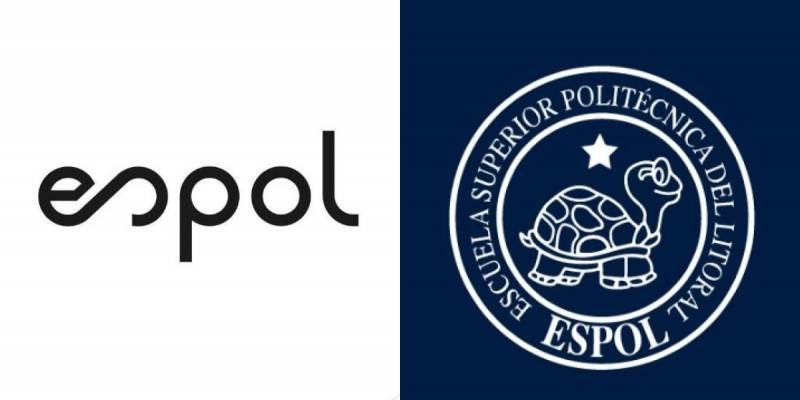 espol
ESCUELA SUPERIOR POLITÉCNICA DEL LITORAL
ESPOL